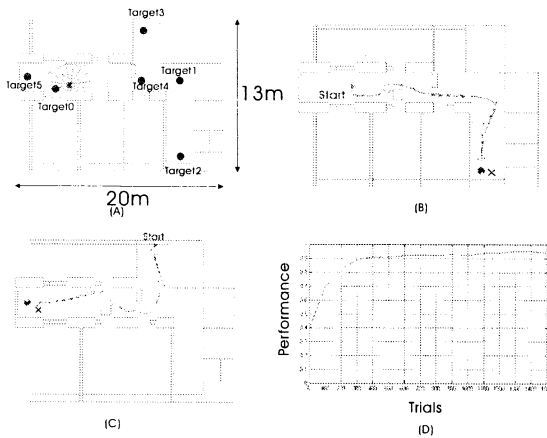 Target3
Target5
Target0
Target4
Target1
Target2
13m
20m
(A)
Start
(B)
Start
(C)
Performance
Trials
(D)